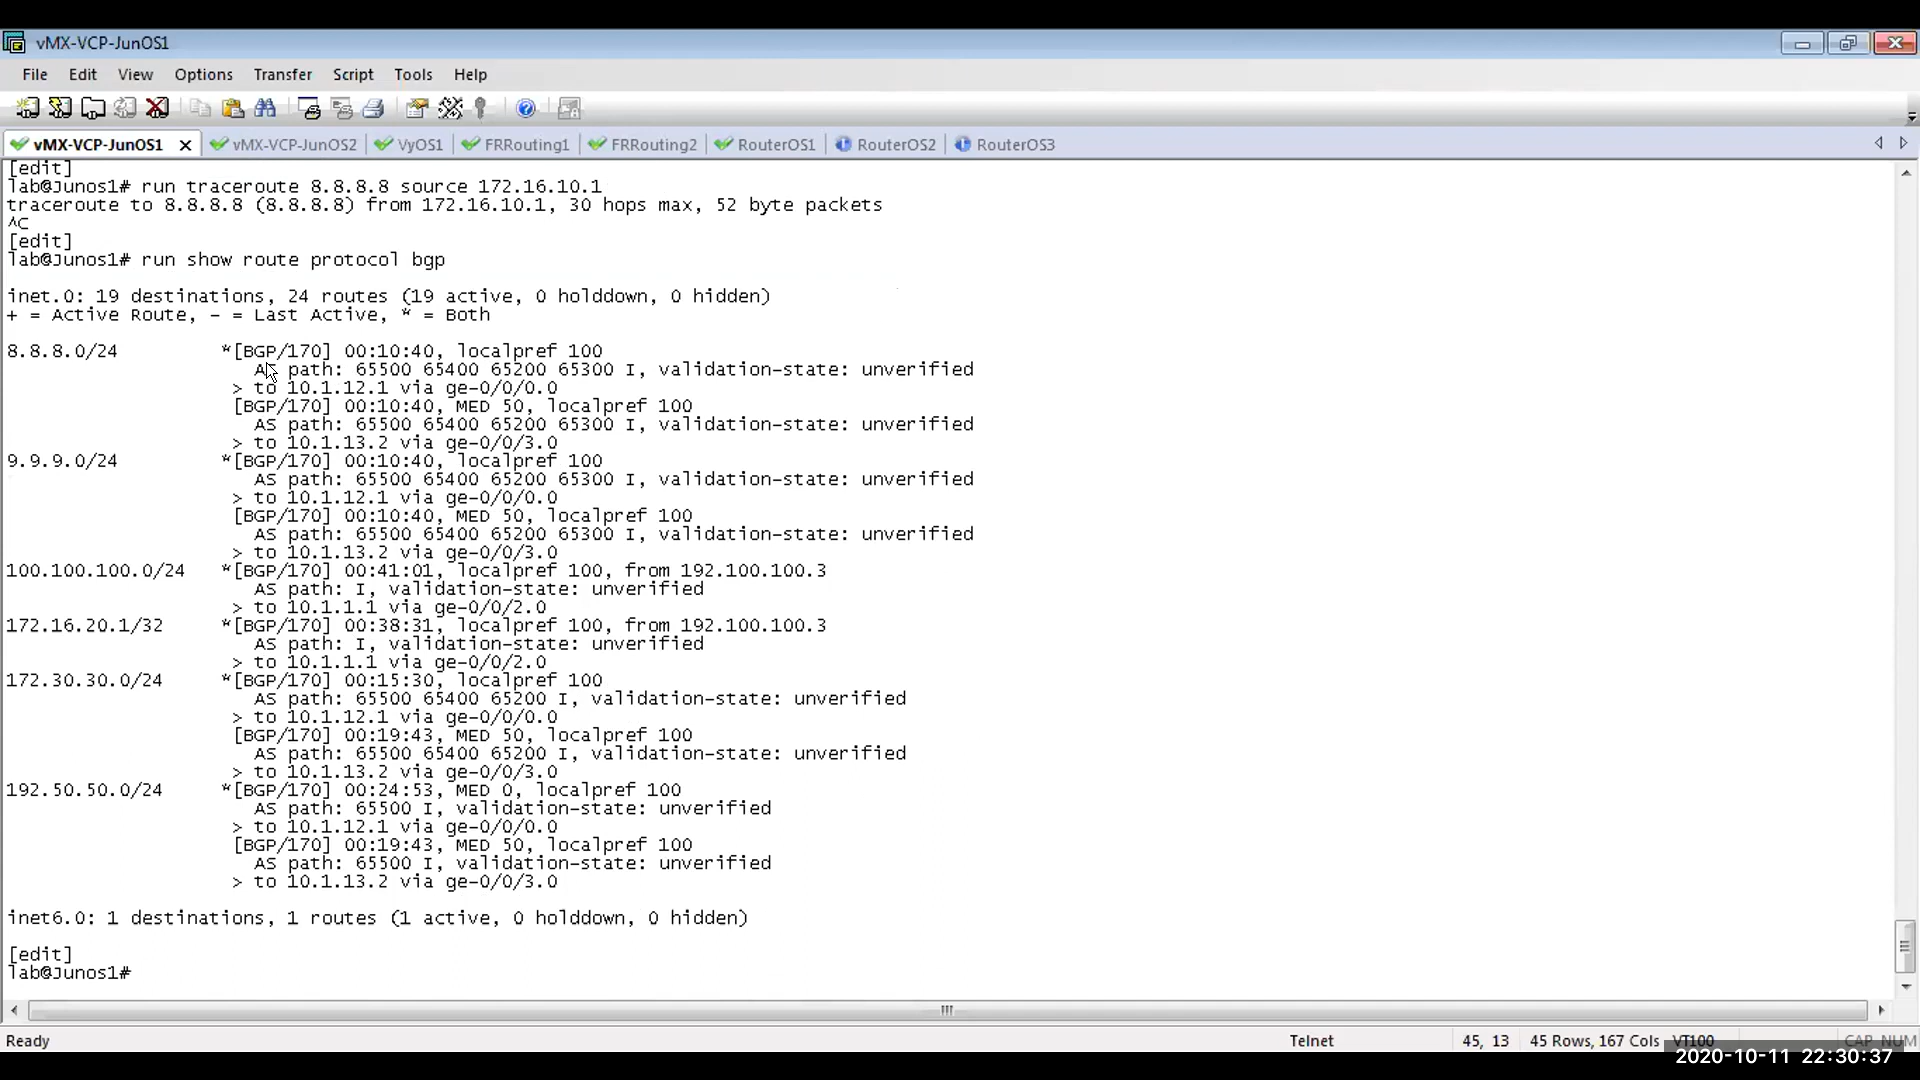 vMX-VCP-JunOS1
File Edit View Options Transfer Script Tools Help
vMX-VCP-JunOS1 vMX-VCP-JunOS2 VyOS1 FRRouting1 FRRouting2 RouterOS1 RouterOS2 RouterOS3
[edit]
lab@Junos1# run traceroute 8.8.8.8 source 172.16.10.1
traceroute to 8.8.8.8 (8.8.8.8) from 172.16.10.1, 30 hops max, 52 byte packets
^C
[edit]
lab@Junos1# run show route protocol bgp
inet.0: 19 destinations, 24 routes (19 active, 0 holddown, 0 hidden)
+ = Active Route, - = Last Active, * = Both
8.8.8.0/24 *[BGP/170] 00:10:40, localpref 100
AS path: 65500 65400 65200 65300 I, validation-state: unverified
> to 10.1.12.1 via ge-0/0/0.0
[BGP/170] 00:10:40, MED 50, localpref 100
AS path: 65500 65400 65200 65300 I, validation-state: unverified
> to 10.1.13.2 via ge-0/0/3.0
9.9.9.0/24 *[BGP/170] 00:10:40, localpref 100
AS path: 65500 65400 65200 65300 I, validation-state: unverified
> to 10.1.12.1 via ge-0/0/0.0
[BGP/170] 00:10:40, MED 50, localpref 100
AS path: 65500 65400 65200 65300 I, validation-state: unverified
> to 10.1.13.2 via ge-0/0/3.0
100.100.100.0/24 *[BGP/170] 00:41:01, localpref 100, from 192.100.100.3
AS path: I, validation-state: unverified
> to 10.1.1.1 via ge-0/0/2.0
172.16.20.1/32 *[BGP/170] 00:38:31, localpref 100, from 192.100.100.3
AS path: I, validation-state: unverified
> to 10.1.1.1 via ge-0/0/2.0
172.30.30.0/24 *[BGP/170] 00:15:30, localpref 100
AS path: 65500 65400 65200 I, validation-state: unverified
> to 10.1.12.1 via ge-0/0/0.0
[BGP/170] 00:19:43, MED 50, localpref 100
AS path: 65500 65400 65200 I, validation-state: unverified
> to 10.1.13.2 via ge-0/0/3.0
192.50.50.0/24 *[BGP/170] 00:24:53, MED 0, localpref 100
AS path: 65500 I, validation-state: unverified
> to 10.1.12.1 via ge-0/0/0.0
[BGP/170] 00:19:43, MED 50, localpref 100
AS path: 65500 I, validation-state: unverified
> to 10.1.13.2 via ge-0/0/3.0
inet6.0: 1 destinations, 1 routes (1 active, 0 holddown, 0 hidden)
[edit]
lab@Junos1#
Ready Telnet 45, 13 45 Rows, 167 Cols VT100 CAP NUM
2020-10-11 22:30:37